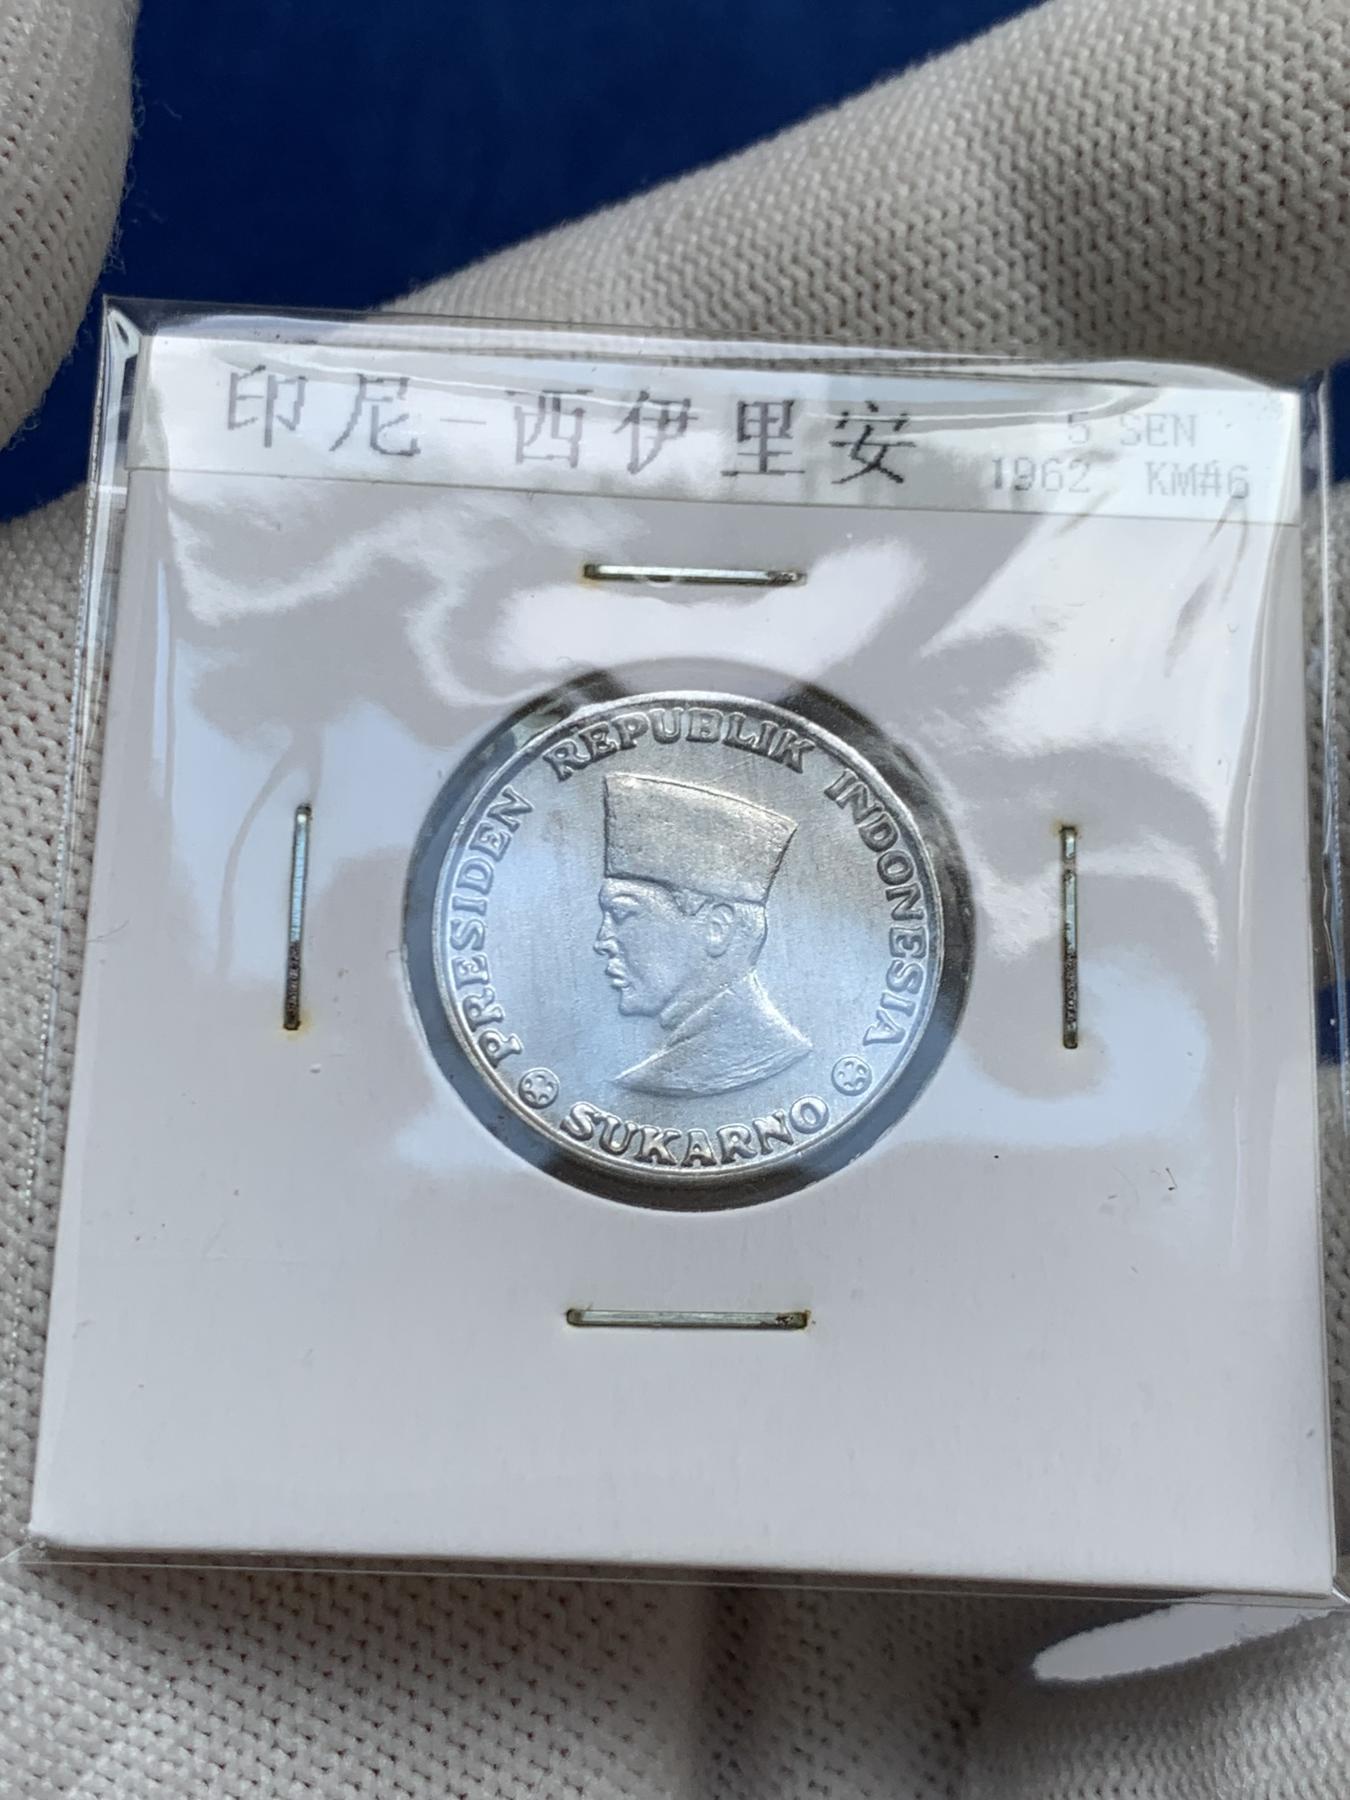 印尼-西伊里安 5 SEN
1962 KM#6
PRESIDEN REPUBLIK INDONESIA
SUKARNO